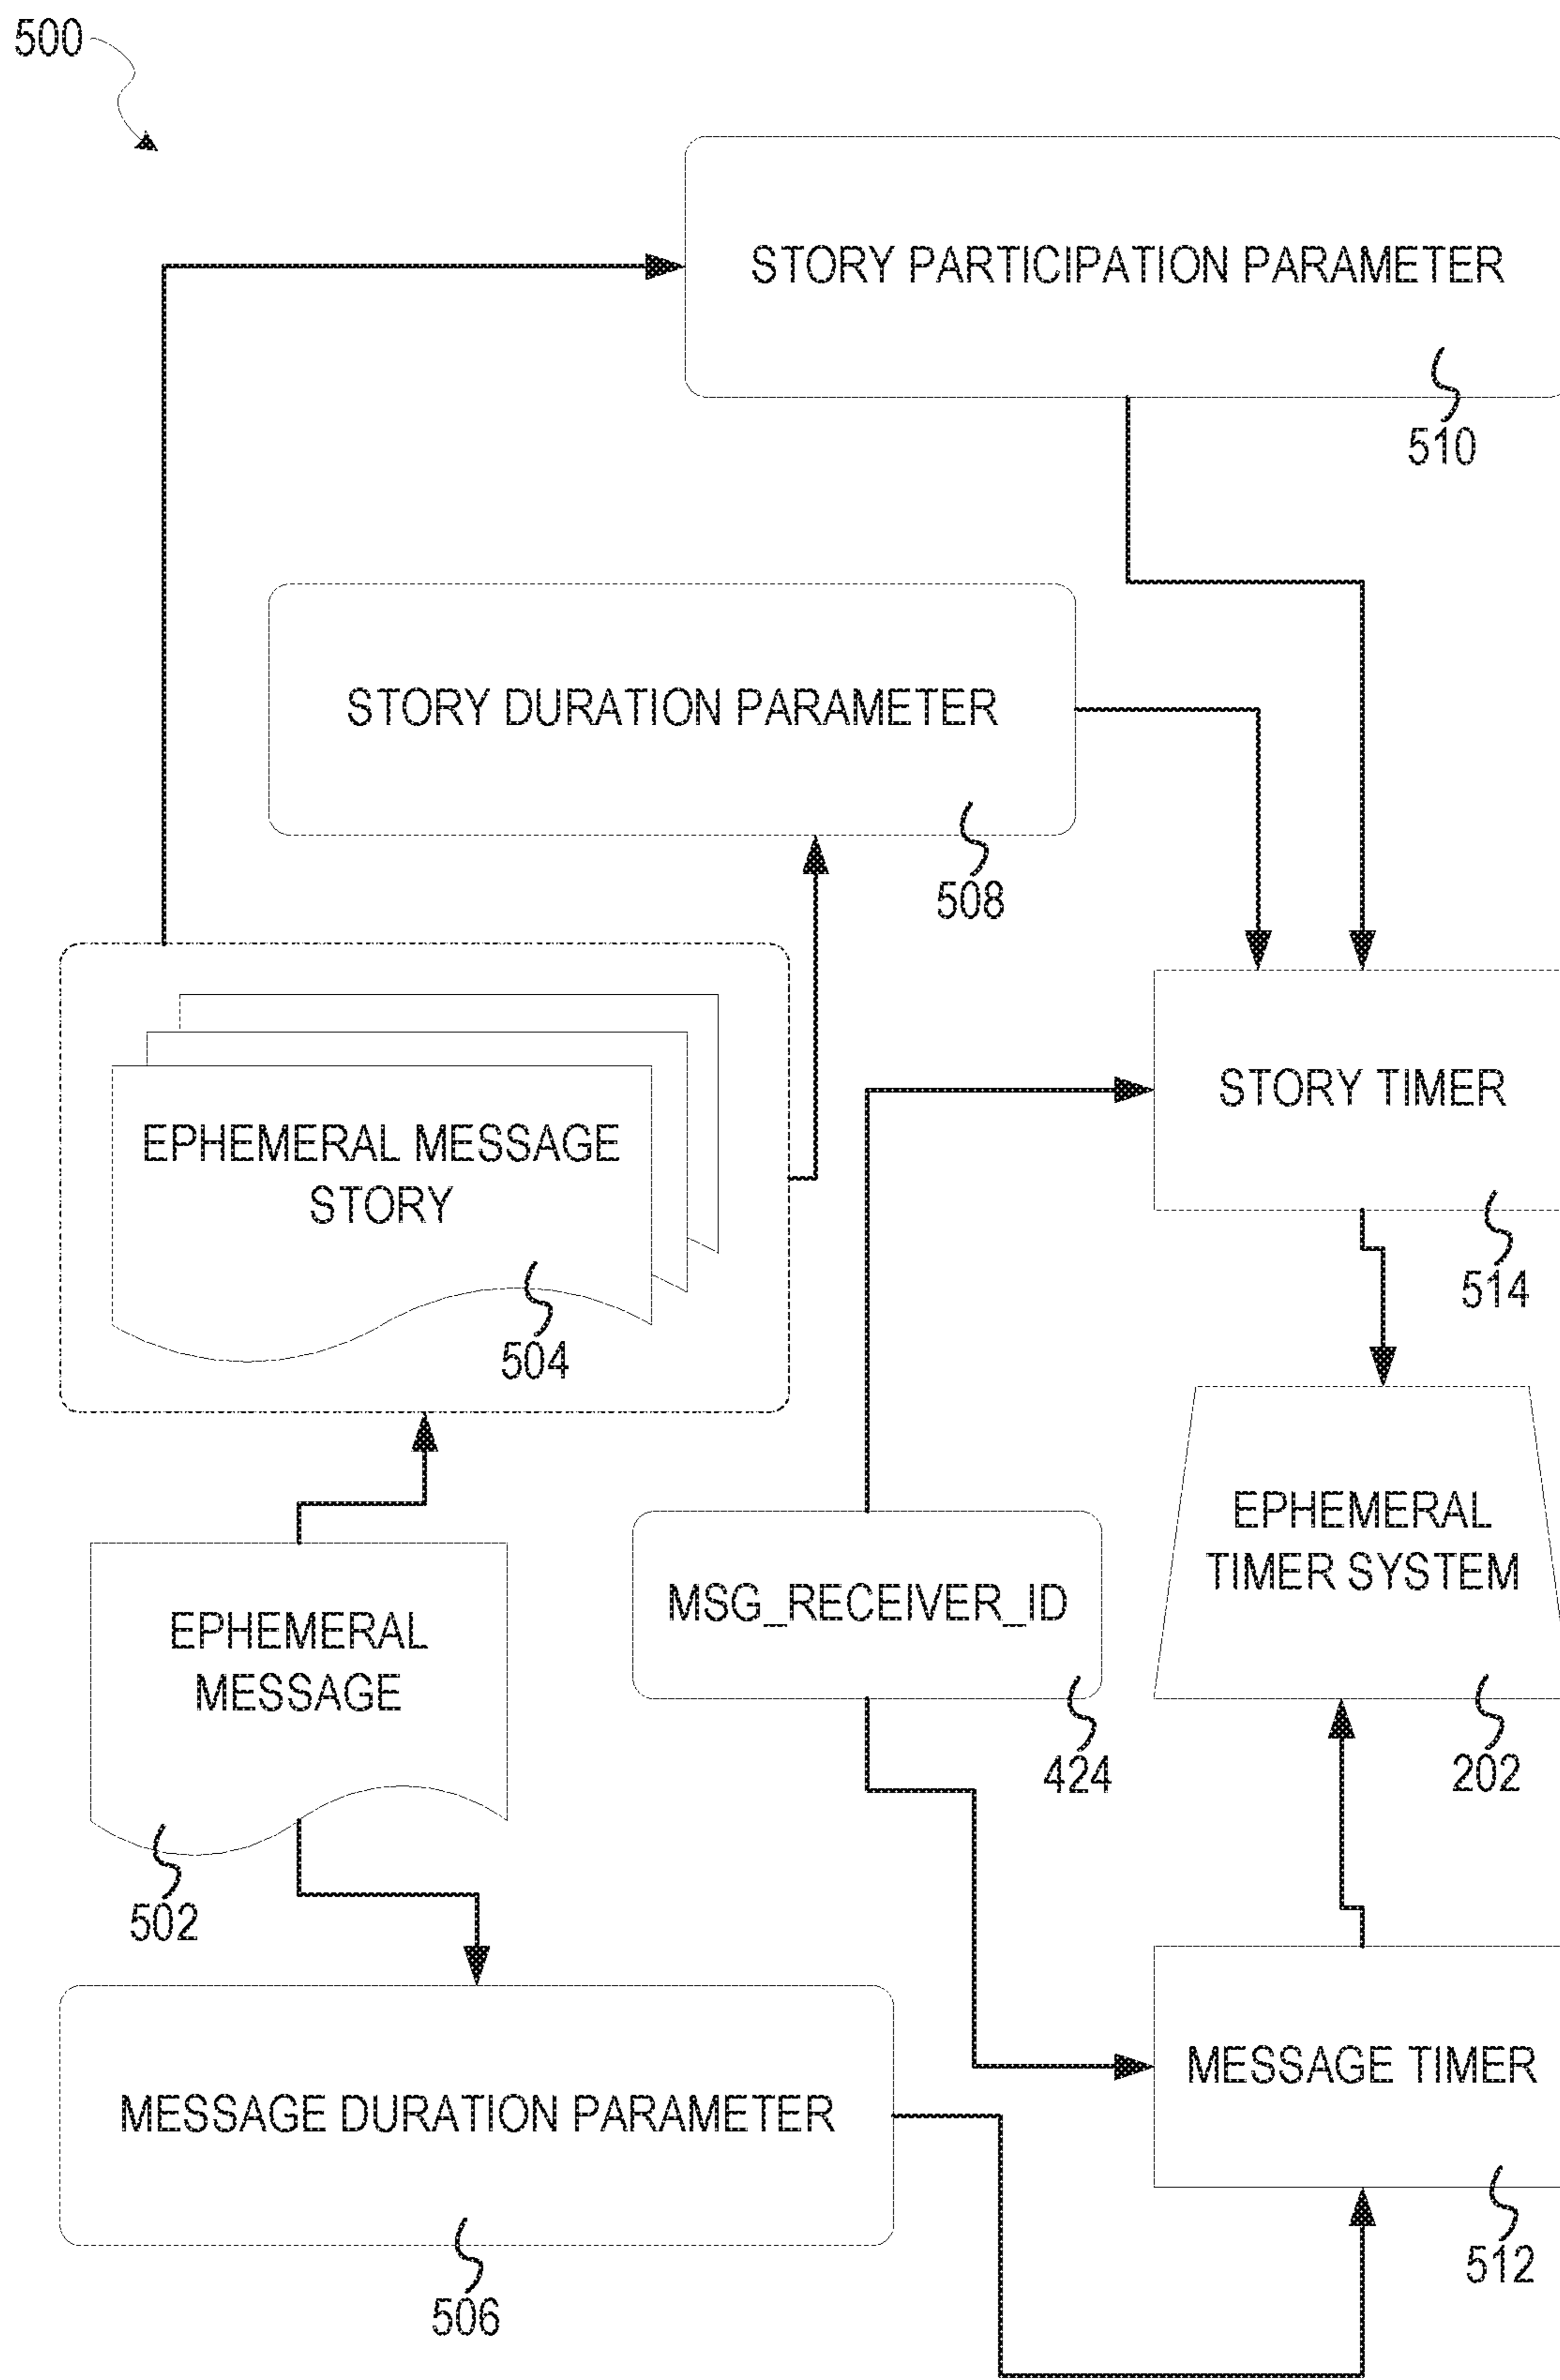 500
STORY PARTICIPATION PARAMETER
510
STORY DURATION PARAMETER
508
EPHEMERAL MESSAGE
STORY
504
STORY TIMER
514
EPHEMERAL
TIMER SYSTEM
202
MSG_RECEIVER_ID
424
EPHEMERAL
MESSAGE
502
MESSAGE TIMER
512
MESSAGE DURATION PARAMETER
506